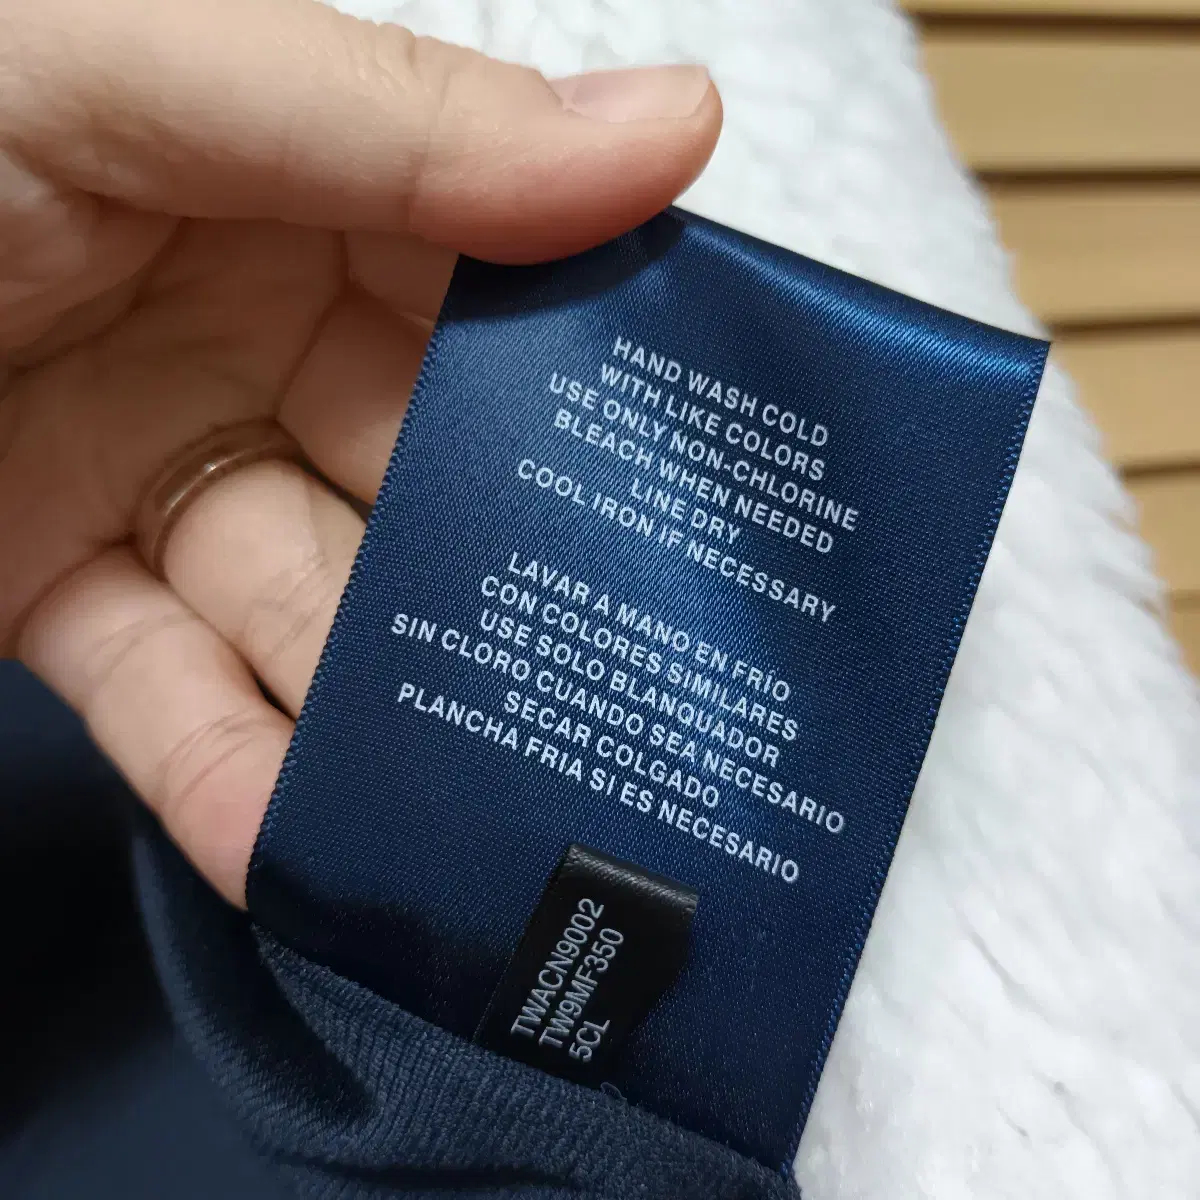 HAND WASH COLD
WITH LIKE COLORS
USE ONLY NON-CHLORINE
BLEACH WHEN NEEDED
LINE DRY
COOL IRON IF NECESSARY
LAVAR A MANO EN FRÍO
CON COLORES SIMILARES
USE SOLO BLANQUADOR
SIN CLORO CUANDO SEA NECESARIO
SECAR COLGADO
PLANCHA FRIA SI ES NECESARIO
TWACN9002
TW9MF350
5CL